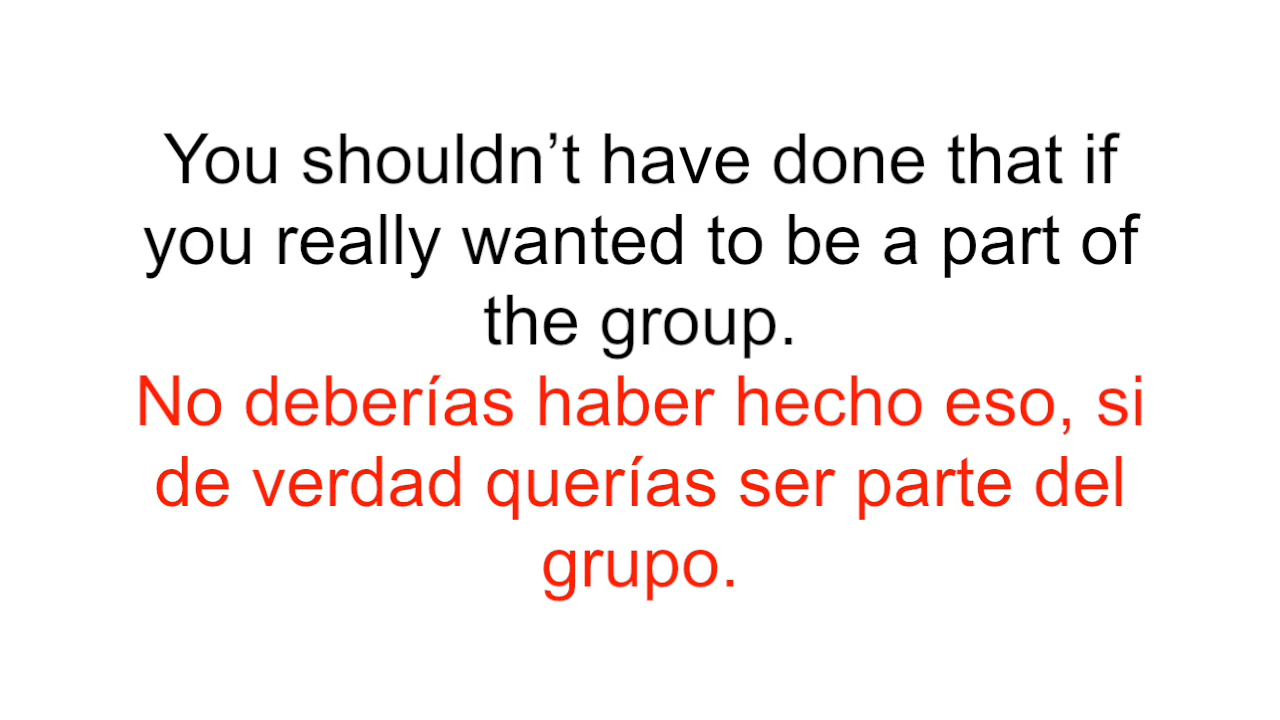 You shouldn’t have done that if
you really wanted to be a part of
the group.
No deberías haber hecho eso, si
de verdad querías ser parte del
grupo.